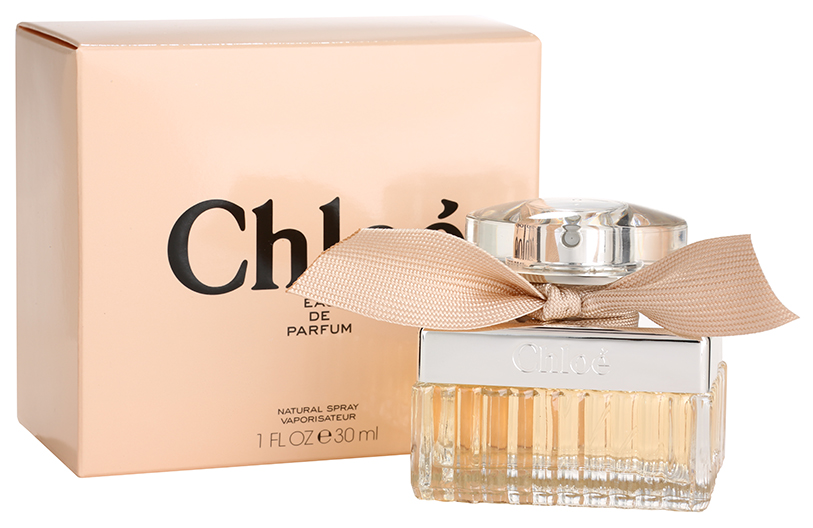 Chloé
EAU
DE
PARFUM
Chloé
NATURAL SPRAY
VAPORISATEUR
1 FL OZ ℮ 30 ml